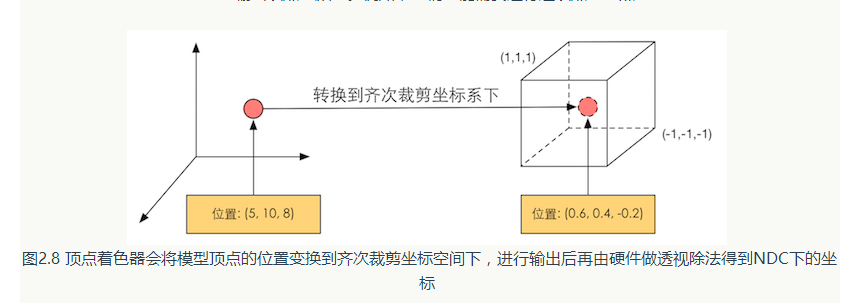 (1,1,1)
转换到齐次裁剪坐标系下
(-1,-1,-1)
位置: (5, 10, 8)
位置: (0.6, 0.4, -0.2)
图2.8 顶点着色器会将模型顶点的位置变换到齐次裁剪坐标空间下，进行输出后再由硬件做透视除法得到NDC下的坐
标